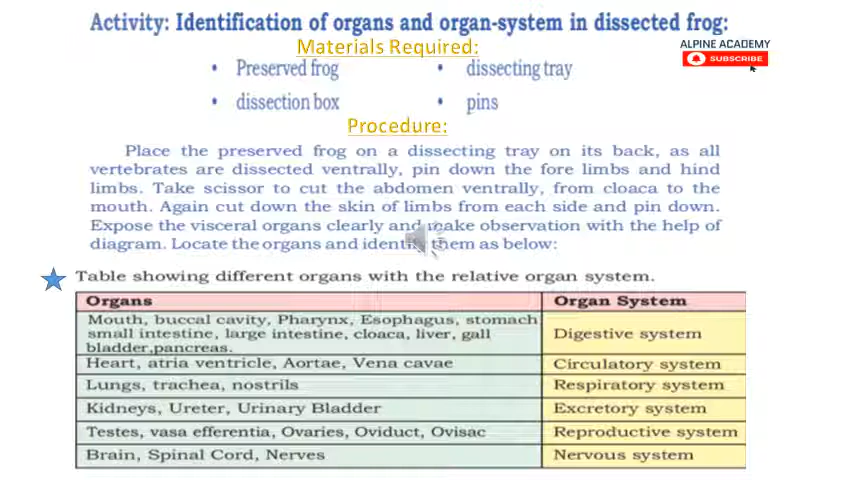 Activity: Identification of organs and organ-system in dissected frog:
Materials Required:
ALPINE ACADEMY
SUBSCRIBE
• Preserved frog • dissecting tray
• dissection box • pins
Procedure:
Place the preserved frog on a dissecting tray on its back, as all
vertebrates are dissected ventrally, pin down the fore limbs and hind
limbs. Take scissor to cut the abdomen ventrally, from cloaca to the
mouth. Again cut down the skin of limbs from each side and pin down.
Expose the visceral organs clearly and make observation with the help of
diagram. Locate the organs and identify them as below:
Table showing different organs with the relative organ system.
Organs Organ System
Mouth, buccal cavity, Pharynx, Esophagus, stomach
small intestine, large intestine, cloaca, liver, gall
bladder,pancreas.
Digestive system
Heart, atria ventricle, Aortae, Vena cavae Circulatory system
Lungs, trachea, nostrils Respiratory system
Kidneys, Ureter, Urinary Bladder Excretory system
Testes, vasa efferentia, Ovaries, Oviduct, Ovisac Reproductive system
Brain, Spinal Cord, Nerves Nervous system